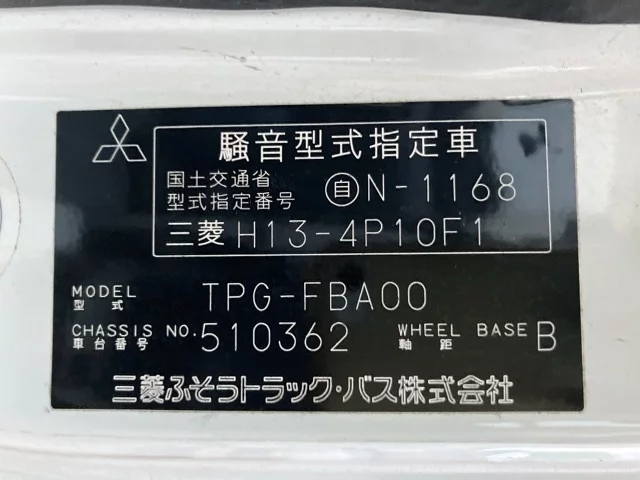 騒音型式指定車
国土交通省
型式指定番号 自N-1168
三菱 H13-4P10F1
MODEL
型式 TPG-FBA00
CHASSIS NO.
車台番号 510362 WHEEL BASE
軸距 B
三菱ふそうトラック・バス株式会社